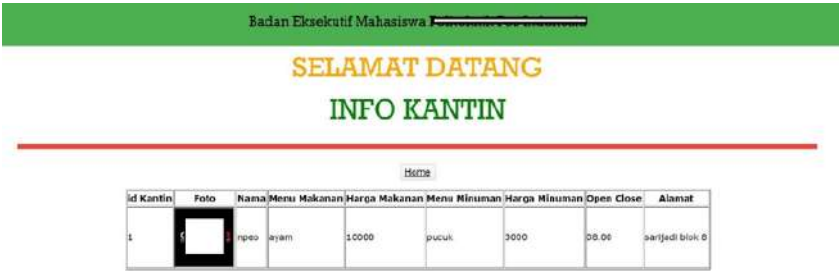 Badan Eksekutif Mahasiswa
SELAMAT DATANG
INFO KANTIN
Home
id Kantin Foto Nama Menu Makanan Harga Makanan Menu Minuman Harga Minuman Open Close Alamat
1 npeo ayam 10000 pucuk 3000 08.00 sarijadi blok 6